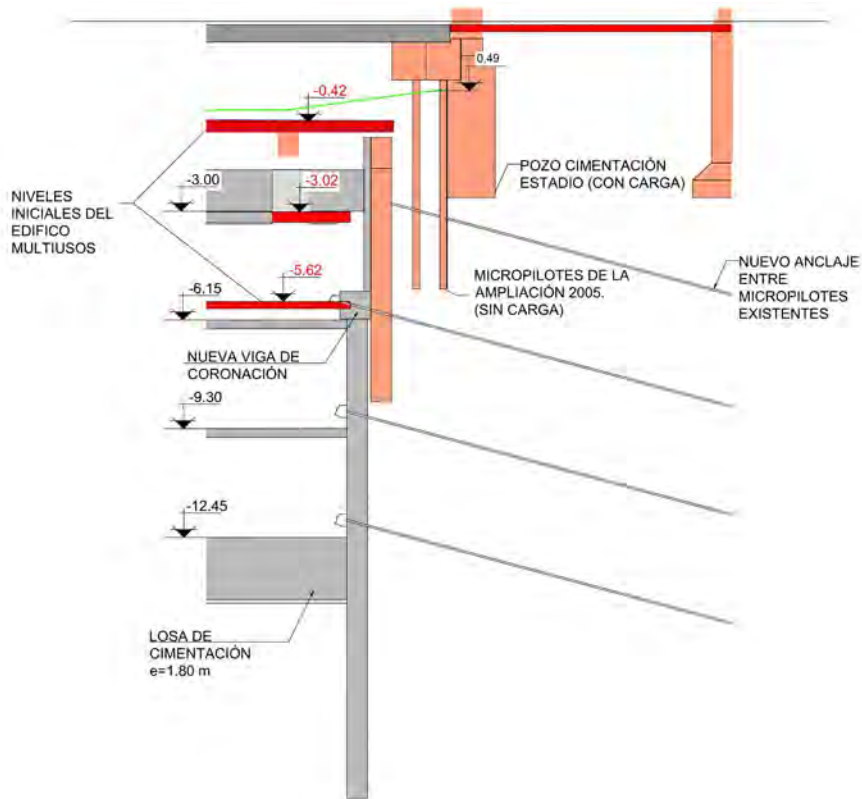 0,49
-0.42
POZO CIMENTACIÓN
ESTADIO (CON CARGA)
-3.00
-3.02
NIVELES
INICIALES DEL
EDIFICO
MULTIUSOS
NUEVO ANCLAJE
ENTRE
MICROPILOTES
EXISTENTES
-5.62
MICROPILOTES DE LA
AMPLIACIÓN 2005.
(SIN CARGA)
-6.15
NUEVA VIGA DE
CORONACIÓN
-9.30
-12.45
LOSA DE
CIMENTACIÓN
e=1.80 m